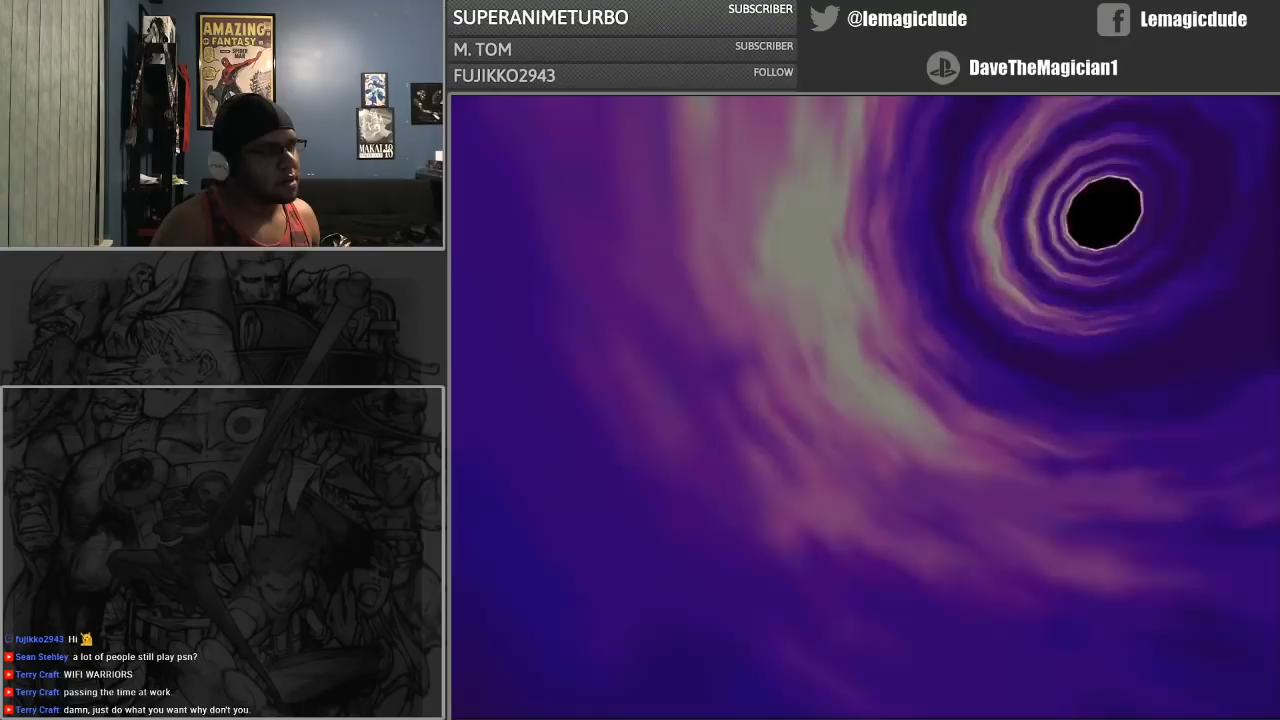 SUPERANIMETURBO SUBSCRIBER
M. TOM SUBSCRIBER
FUJIKKO2943 FOLLOW
@lemagicdude Lemagicdude
DaveTheMagician1
AMAZING
FANTASY
MAKAI
fujikko2943 Hi
Sean Stehley a lot of people still play psn?
Terry Craft: WIFI WARRIORS
Terry Craft: passing the time at work
Terry Craft: damn, just do what you want why don't you.